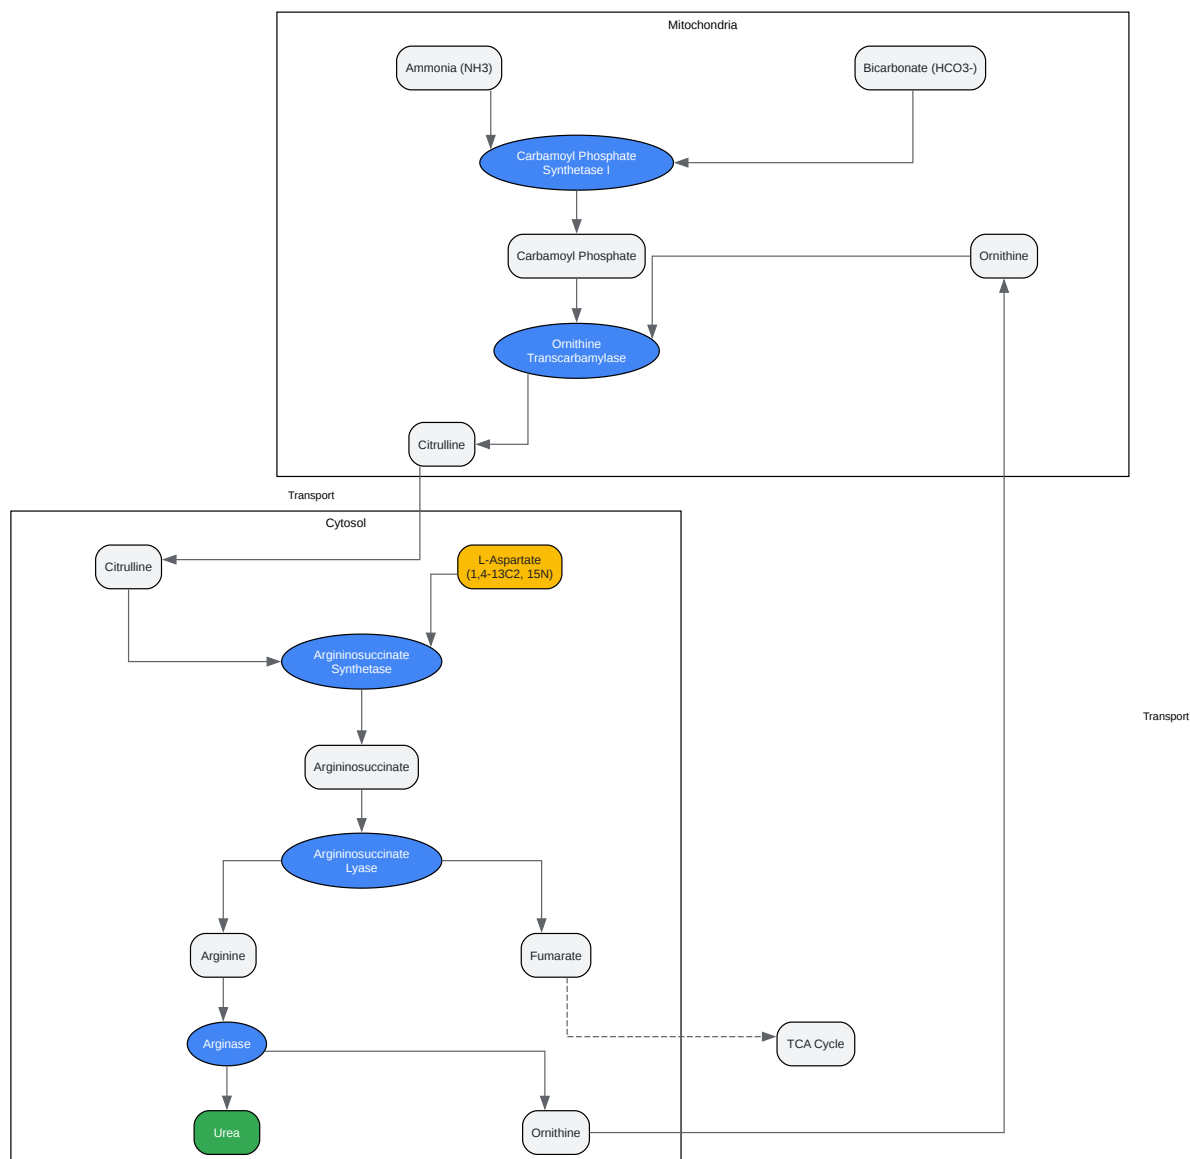 Mitochondria
Ammonia (NH3)
Bicarbonate (HCO3-)
Carbamoyl Phosphate
Synthetase I
Carbamoyl Phosphate
Ornithine
Ornithine
Transcarbamylase
Citrulline
Transport
Cytosol
Citrulline
L-Aspartate
(1,4-13C2, 15N)
Argininosuccinate
Synthetase
Transport
Argininosuccinate
Argininosuccinate
Lyase
Arginine
Fumarate
Arginase
TCA Cycle
Urea
Ornithine